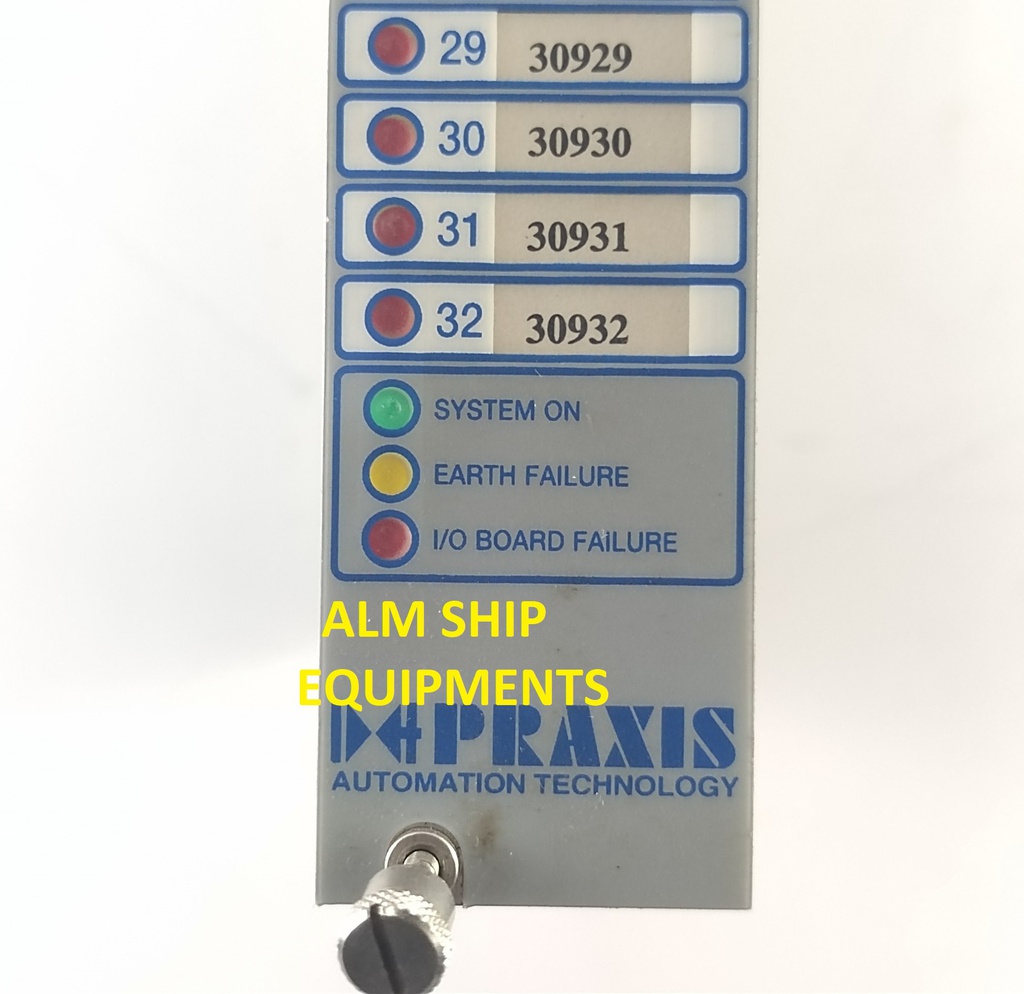 29 30929
30 30930
31 30931
32 30932
SYSTEM ON
EARTH FAILURE
I/O BOARD FAILURE
ALM SHIP
EQUIPMENTS
PRAXIS
AUTOMATION TECHNOLOGY